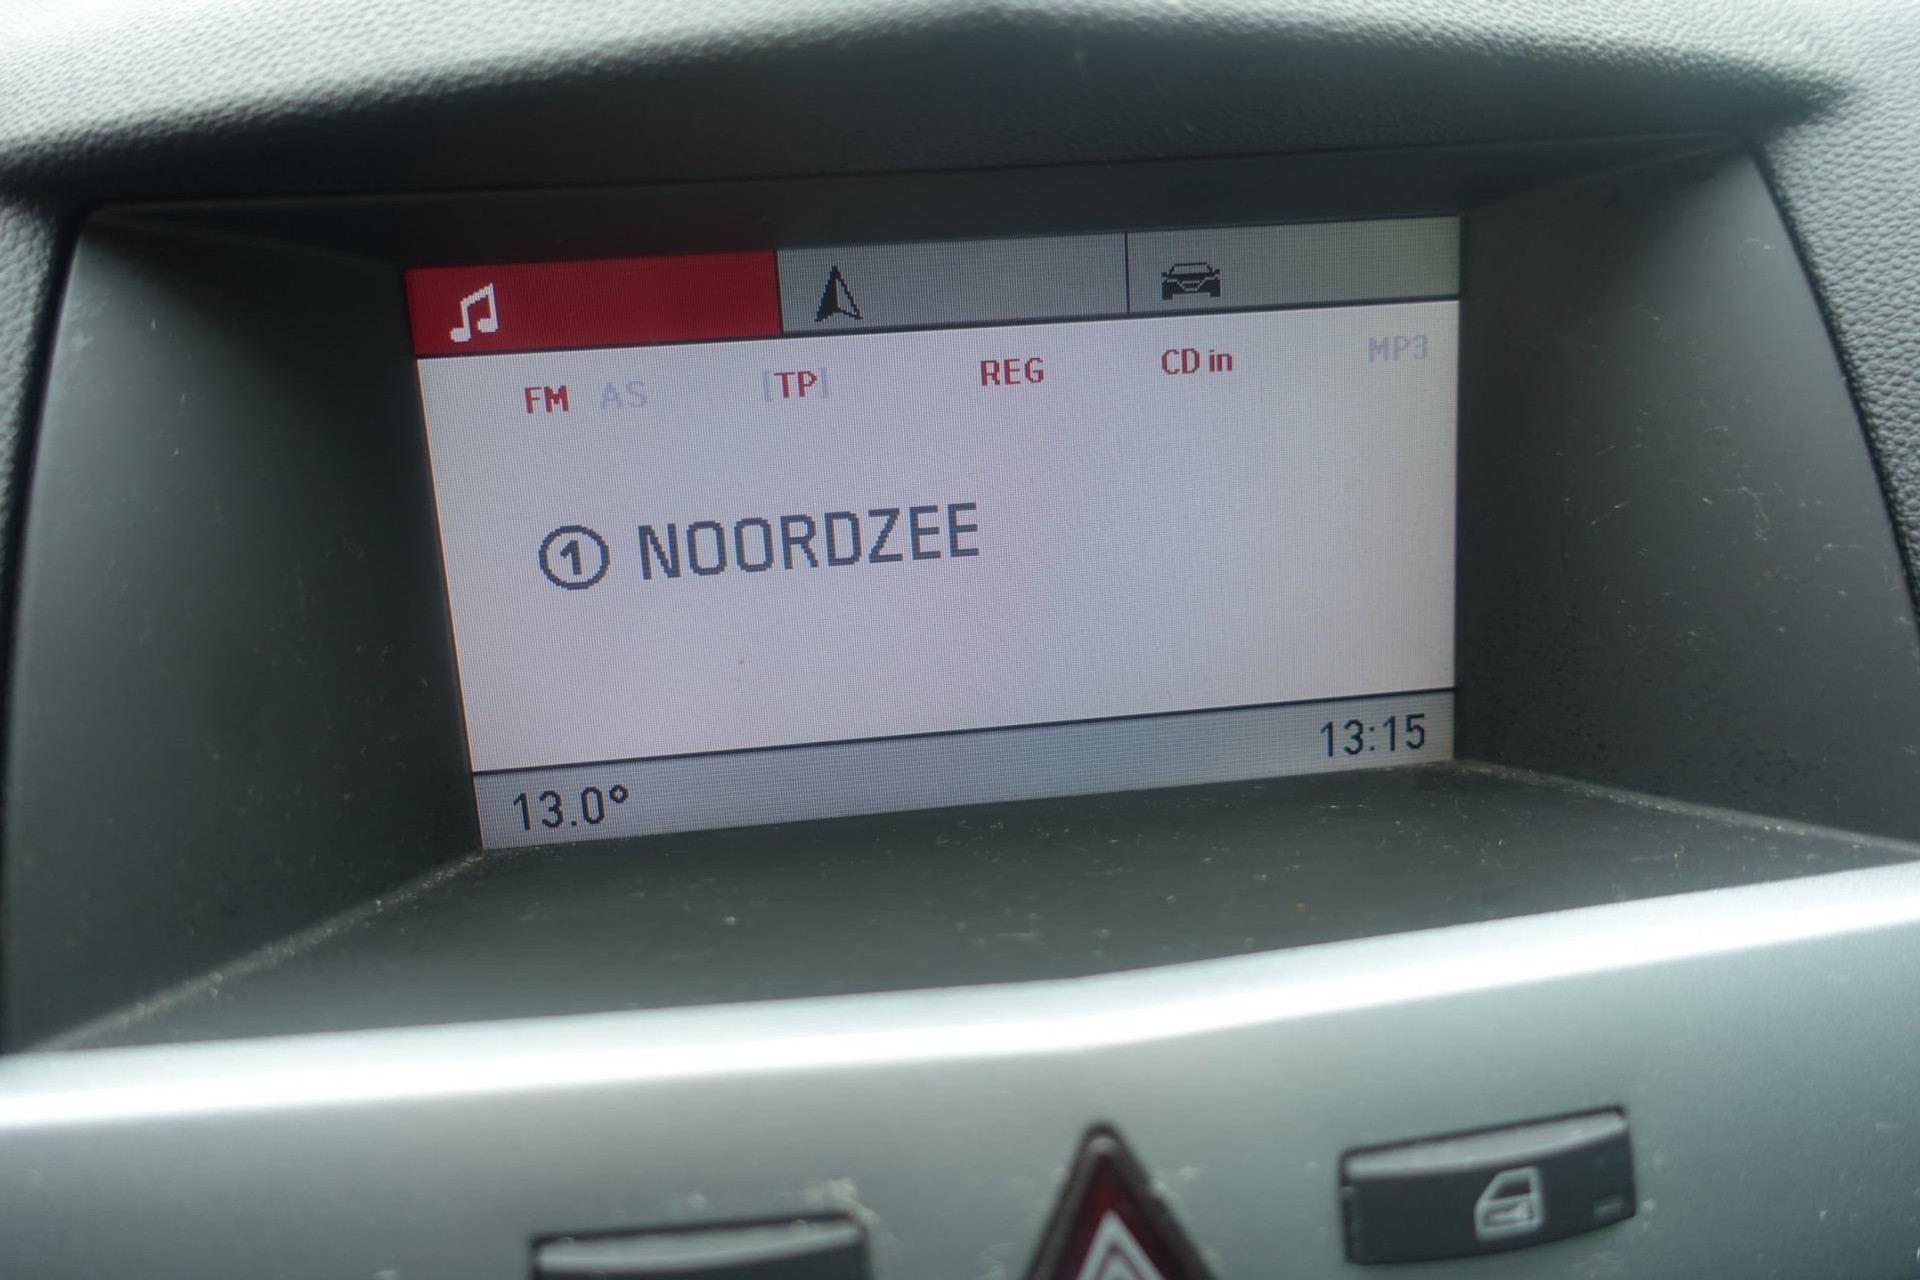 FM AS [TP] REG CD in MP3
1 NOORDZEE
13.0° 13:15